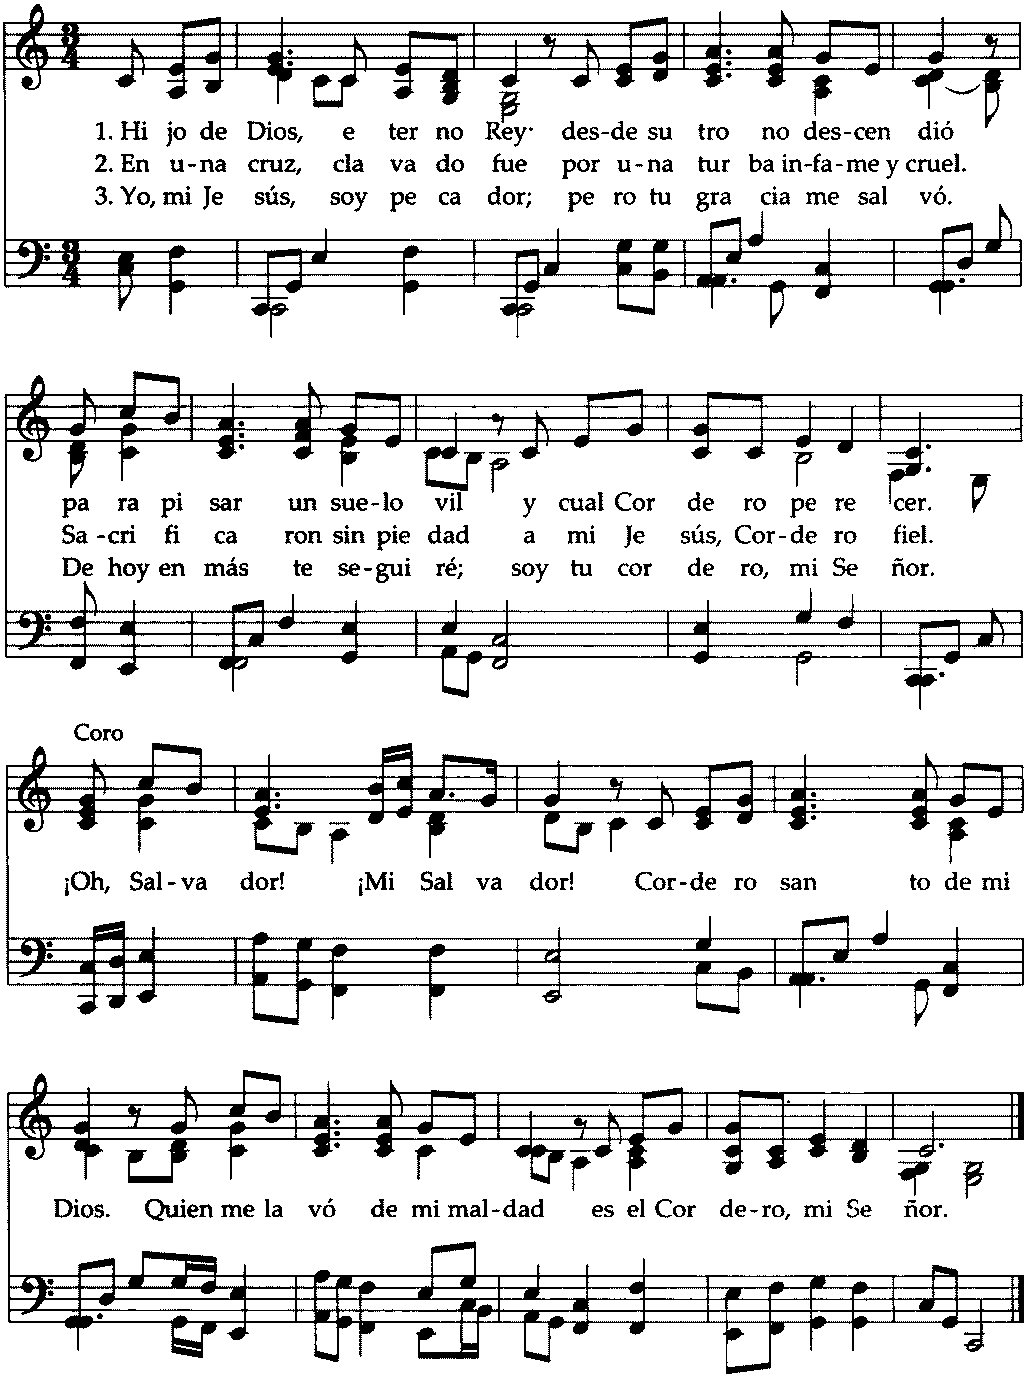 3 4
1. Hi jo de Dios, e ter no Rey· des-de su tro no des-cen dió
2. En u-na cruz, cla va do fue por u-na tur ba in-fa-me y cruel.
3. Yo, mi Je sús, soy pe ca dor; pe ro tu gra cia me sal vó.
3 4
pa ra pi sar un sue-lo vil y cual Cor de ro pe re cer.
Sa-cri fi ca ron sin pie dad a mi Je sús, Cor-de ro fiel.
De hoy en más te se-gui ré; soy tu cor de ro, mi Se ñor.
Coro
¡Oh, Sal-va dor! ¡Mi Sal va dor! Cor-de ro san to de mi
Dios. Quien me la vó de mi mal-dad es el Cor de-ro, mi Se ñor.